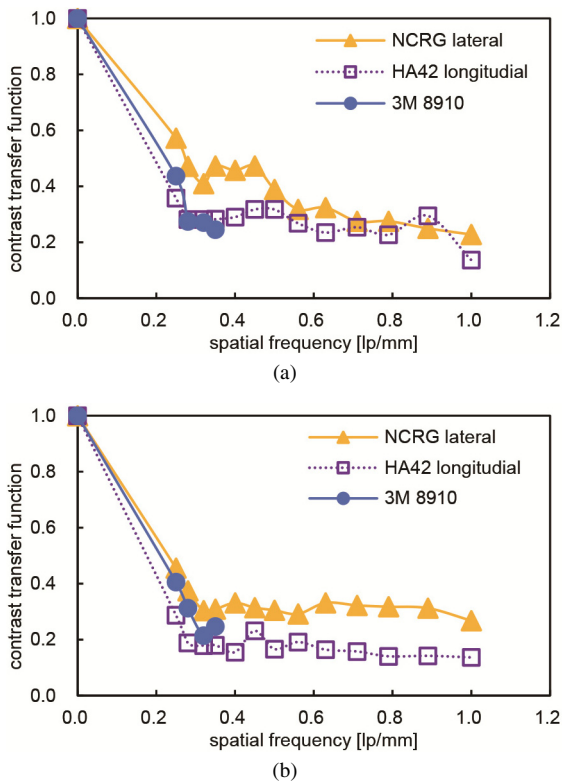 1.0
0.8
0.6
0.4
0.2
0.0
contrast transfer function
NCRG lateral
HA42 longitudial
3M 8910
0.0 0.2 0.4 0.6 0.8 1.0 1.2
spatial frequency [lp/mm]
(a)
1.0
0.8
0.6
0.4
0.2
0.0
contrast transfer function
NCRG lateral
HA42 longitudial
3M 8910
0.0 0.2 0.4 0.6 0.8 1.0 1.2
spatial frequency [lp/mm]
(b)